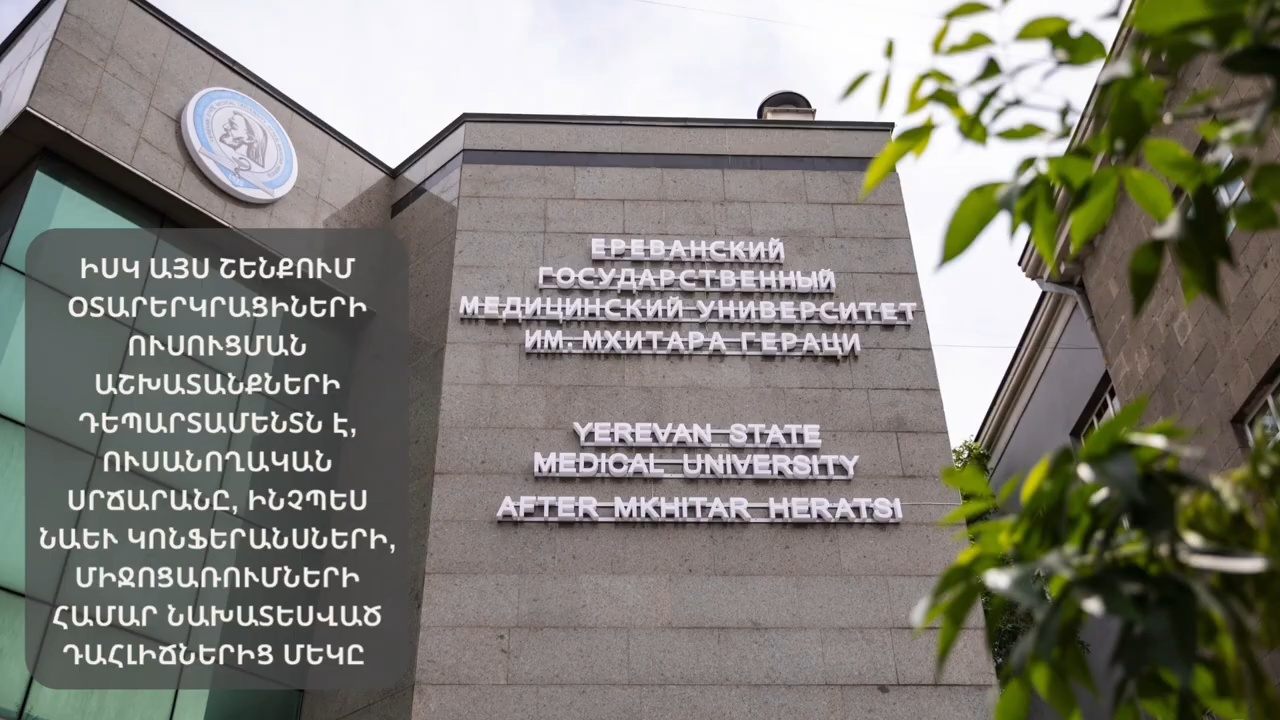 ԻՍԿ ԱՅՍ ՇԵՆՔՈՒՄ
ՕՏԱՐԵՐԿՐԱՑԻՆԵՐԻ
ՈՒՍՈՒՑՄԱՆ
ԱՇԽԱՏԱՆՔՆԵՐԻ
ԴԵՊԱՐՏԱՄԵՆՏՆ Է,
ՈՒՍԱՆՈՂԱԿԱՆ
ՍՐՃԱՐԱՆԸ, ԻՆՉՊԵՍ
ՆԱԵՒ ԿՈՆՖԵՐԱՆՍՆԵՐԻ,
ՄԻՋՈՑԱՌՈՒՄՆԵՐԻ
ՀԱՄԱՐ ՆԱԽԱՏԵՍՎԱԾ
ԴԱՀԼԻՃՆԵՐԻՑ ՄԵԿԸ
ЕРЕВАНСКИЙ
ГОСУДАРСТВЕННЫЙ
МЕДИЦИНСКИЙ УНИВЕРСИТЕТ
ИМ. МХИТАРА ГЕРАЦИ
YEREVAN STATE
MEDICAL UNIVERSITY
AFTER MKHITAR HERATSI